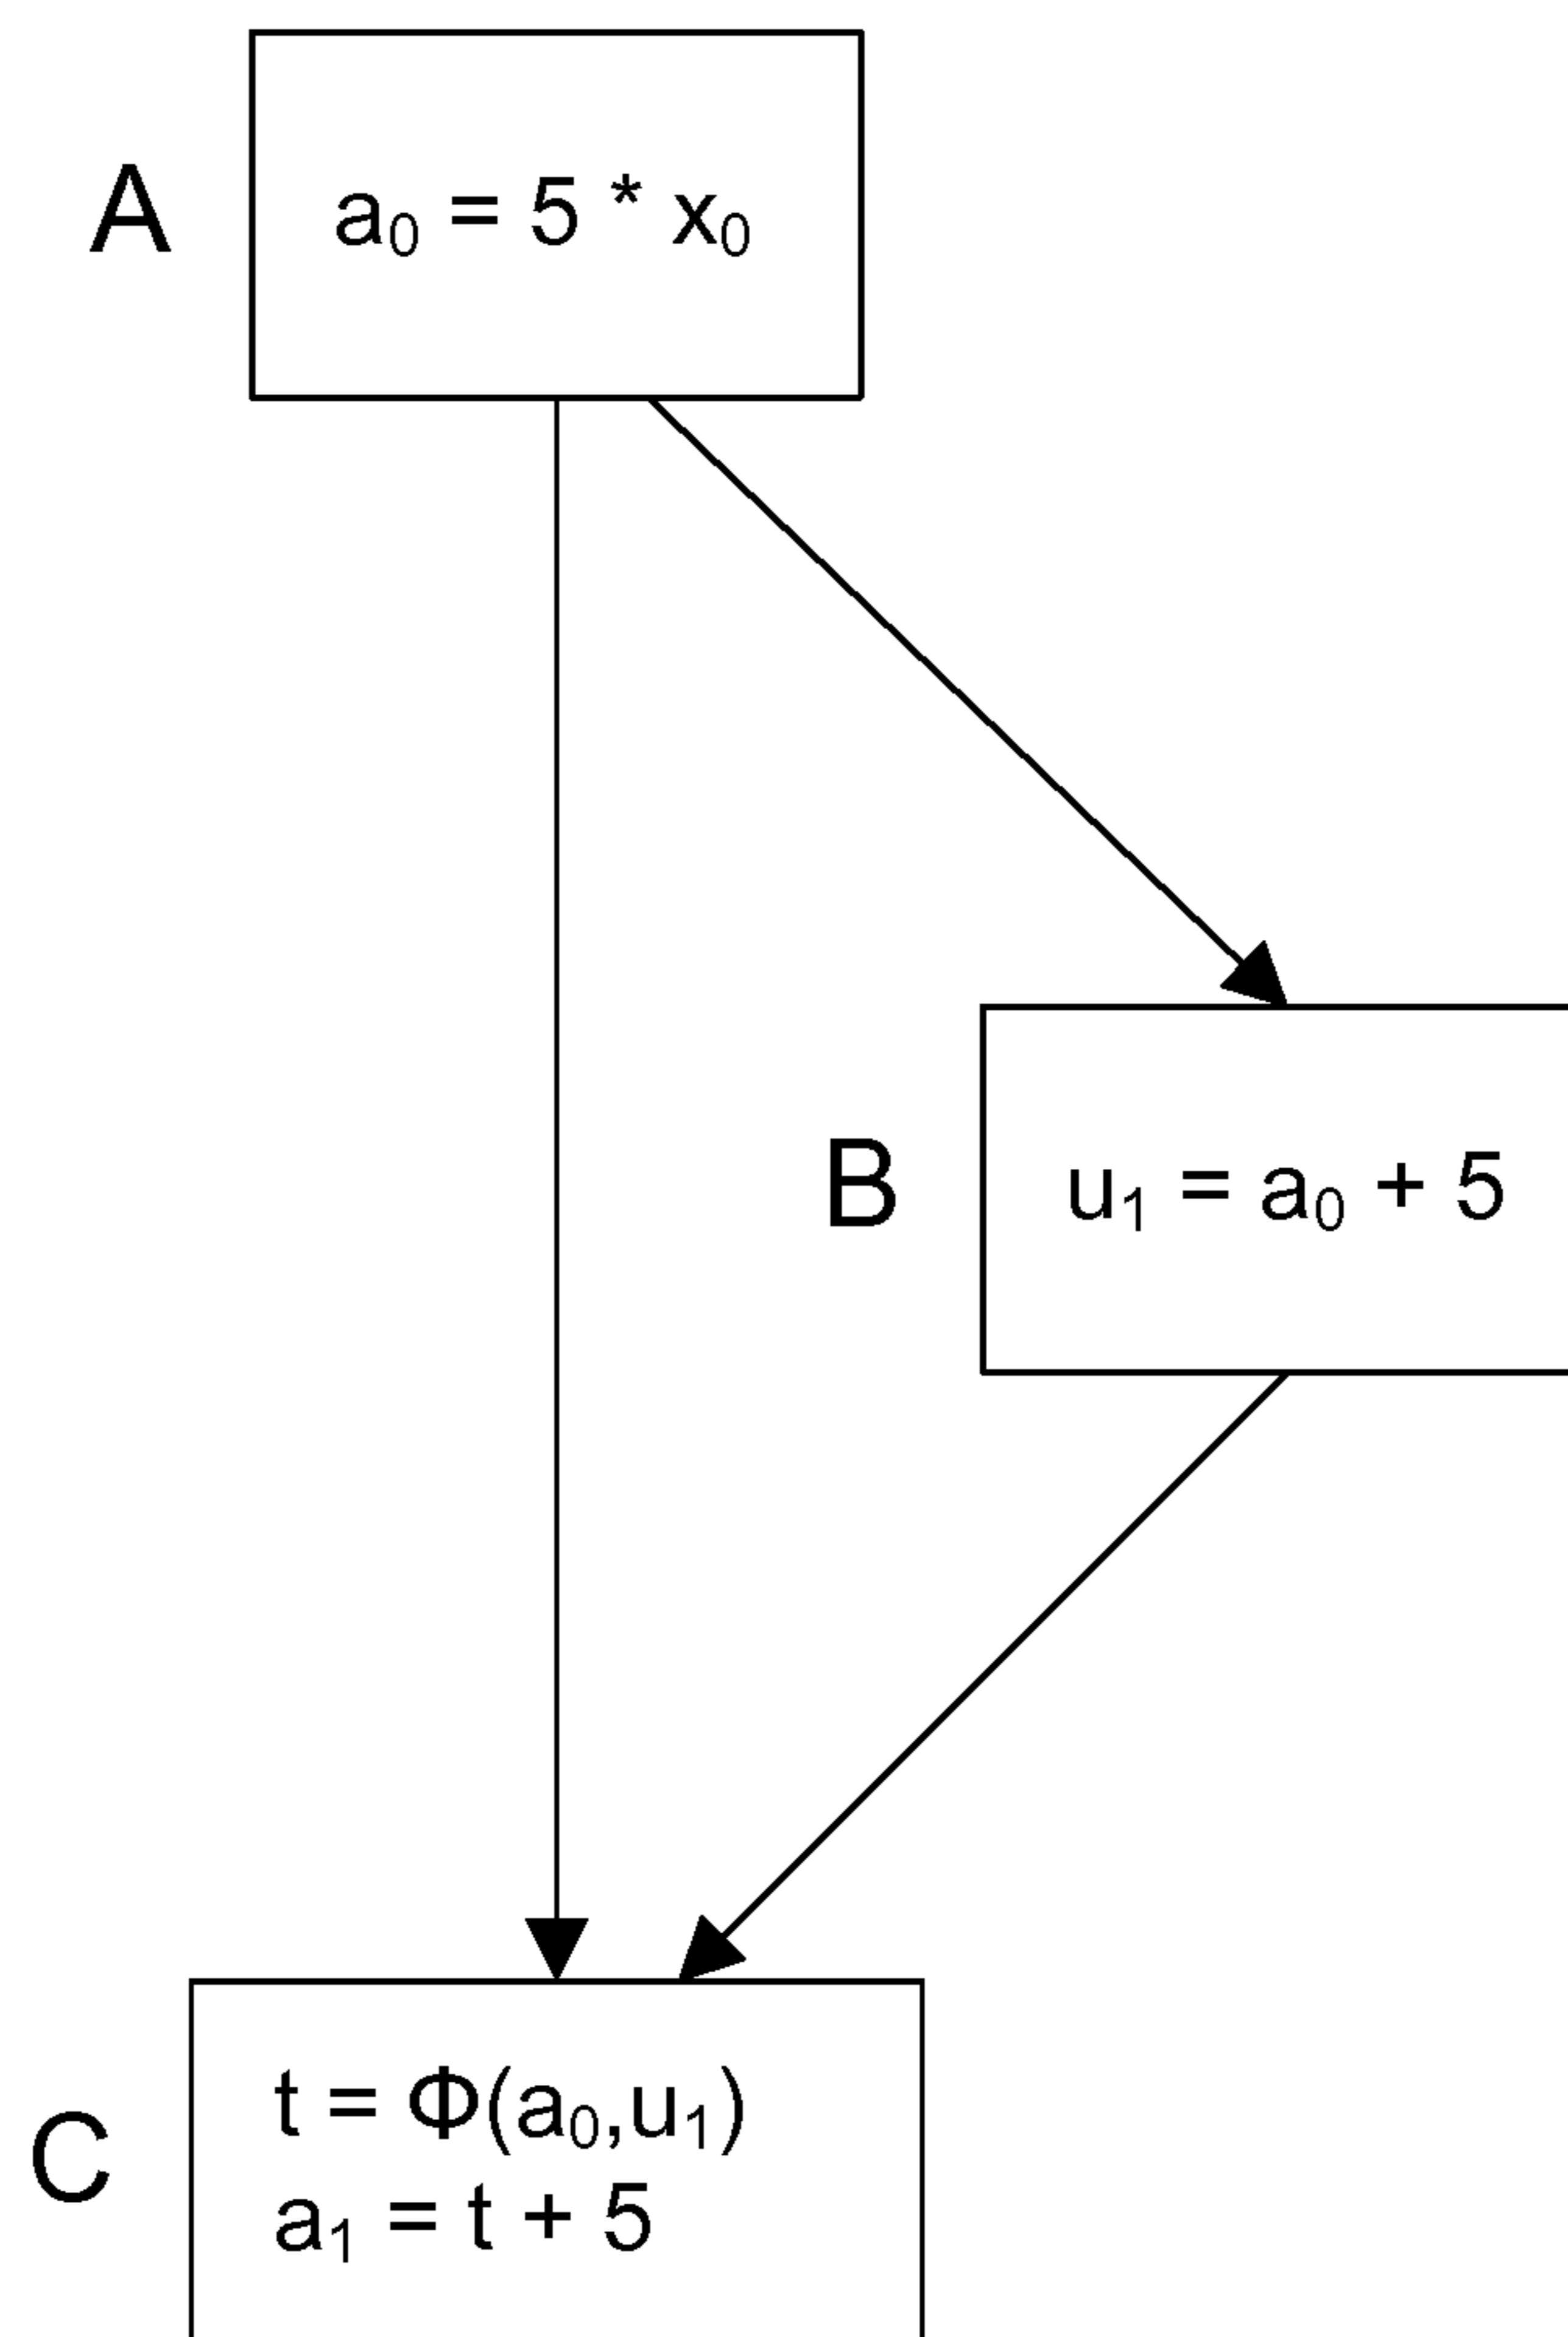 A
a₀ = 5 * x₀
B
u₁ = a₀ + 5
C
t = Φ(a₀,u₁)
a₁ = t + 5